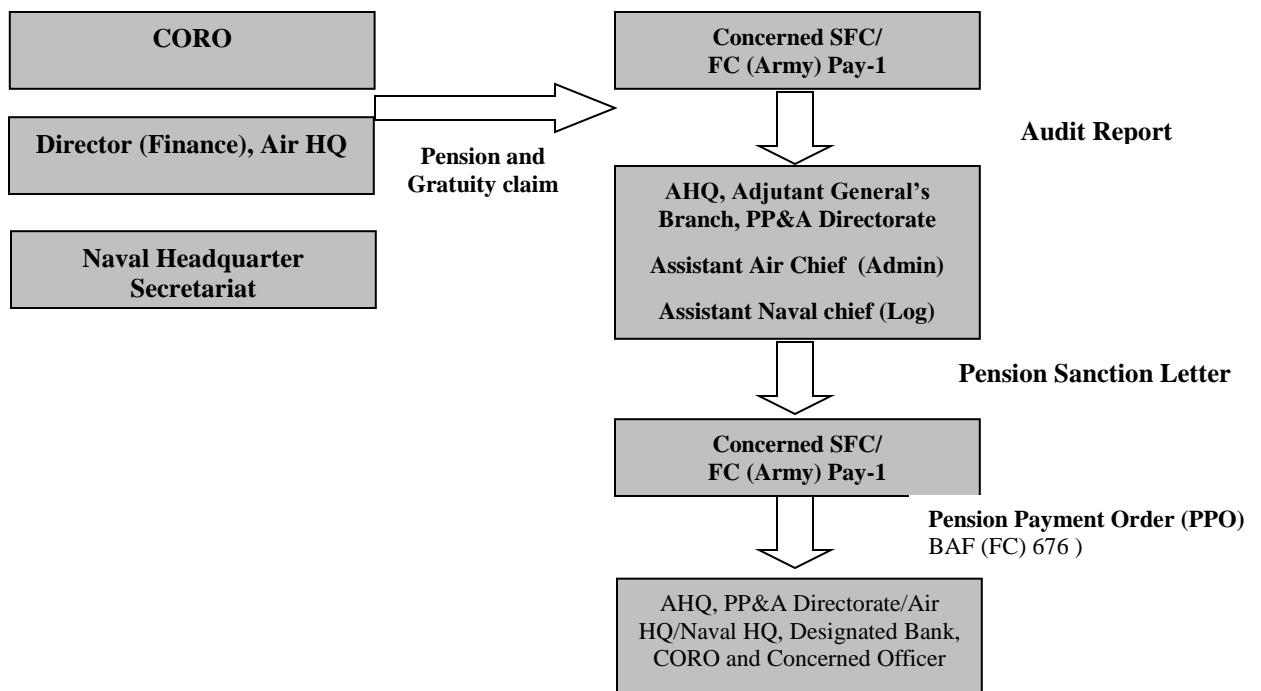 CORO
Director (Finance), Air HQ
Naval Headquarter
Secretariat
Pension and
Gratuity claim
Concerned SFC/
FC (Army) Pay-1
Audit Report
AHQ, Adjutant General's
Branch, PP&A Directorate
Assistant Air Chief (Admin)
Assistant Naval chief (Log)
Pension Sanction Letter
Concerned SFC/
FC (Army) Pay-1
Pension Payment Order (PPO)
BAF (FC) 676 )
AHQ, PP&A Directorate/Air
HQ/Naval HQ, Designated Bank,
CORO and Concerned Officer